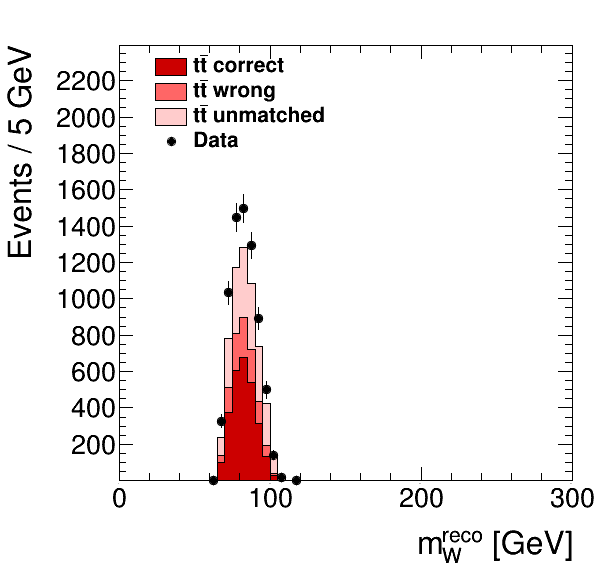 Events / 5 GeV
2200
2000
1800
1600
1400
1200
1000
800
600
400
200
0
100
200
300
tt̄ correct
tt̄ wrong
tt̄ unmatched
Data
m_W^reco [GeV]